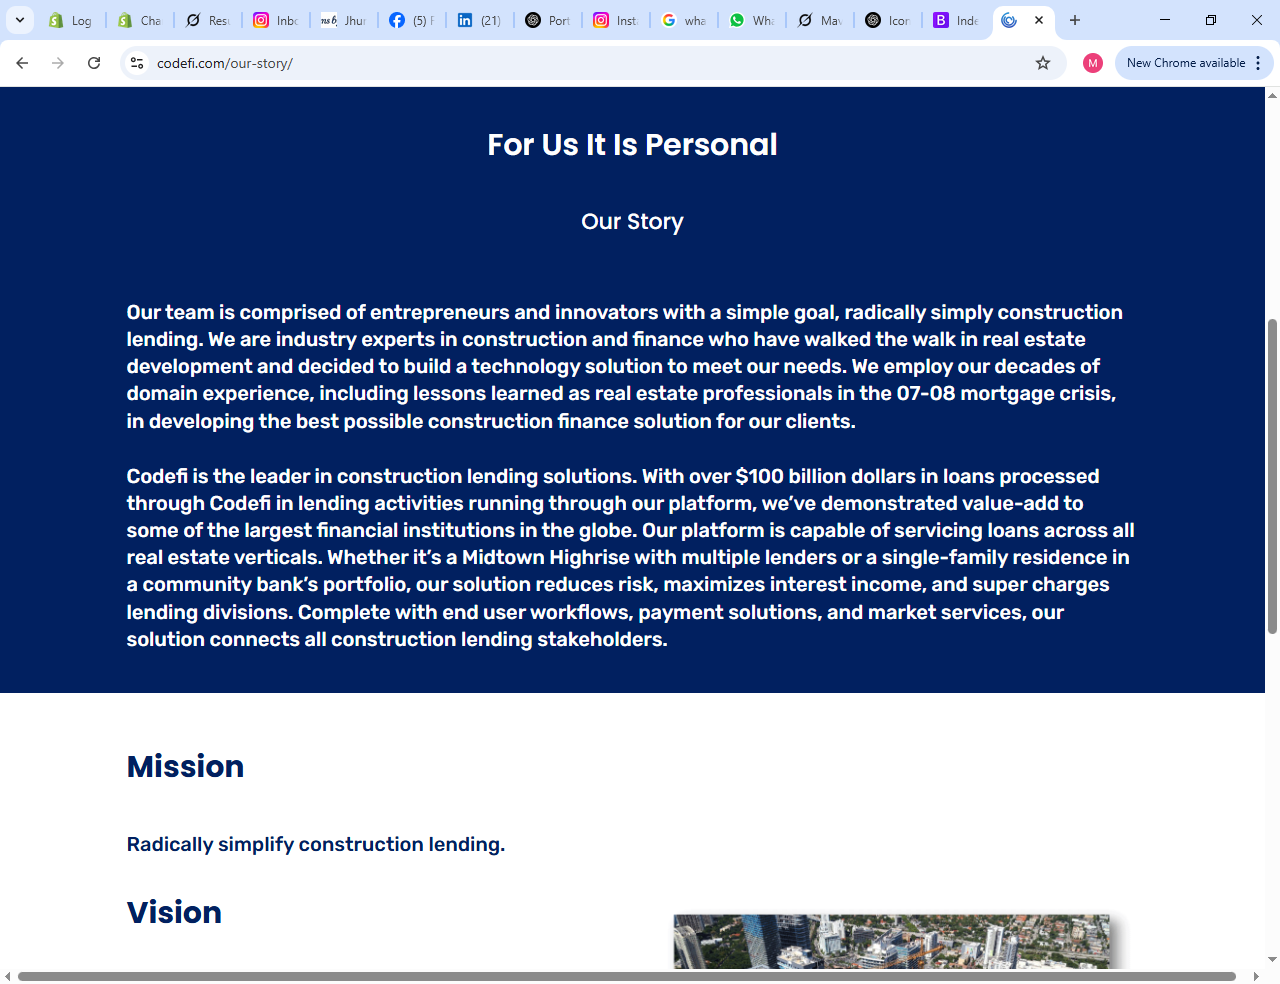 Log
Cha
Resu
Inbo
Jhur
(5) F
(21)
Port
Insta
wha
Wha
Mav
Icon
Inde
codefi.com/our-story/
M
New Chrome available
For Us It Is Personal
Our Story
Our team is comprised of entrepreneurs and innovators with a simple goal, radically simply construction
lending. We are industry experts in construction and finance who have walked the walk in real estate
development and decided to build a technology solution to meet our needs. We employ our decades of
domain experience, including lessons learned as real estate professionals in the 07-08 mortgage crisis,
in developing the best possible construction finance solution for our clients.
Codefi is the leader in construction lending solutions. With over $100 billion dollars in loans processed
through Codefi in lending activities running through our platform, we’ve demonstrated value-add to
some of the largest financial institutions in the globe. Our platform is capable of servicing loans across all
real estate verticals. Whether it’s a Midtown Highrise with multiple lenders or a single-family residence in
a community bank’s portfolio, our solution reduces risk, maximizes interest income, and super charges
lending divisions. Complete with end user workflows, payment solutions, and market services, our
solution connects all construction lending stakeholders.
Mission
Radically simplify construction lending.
Vision